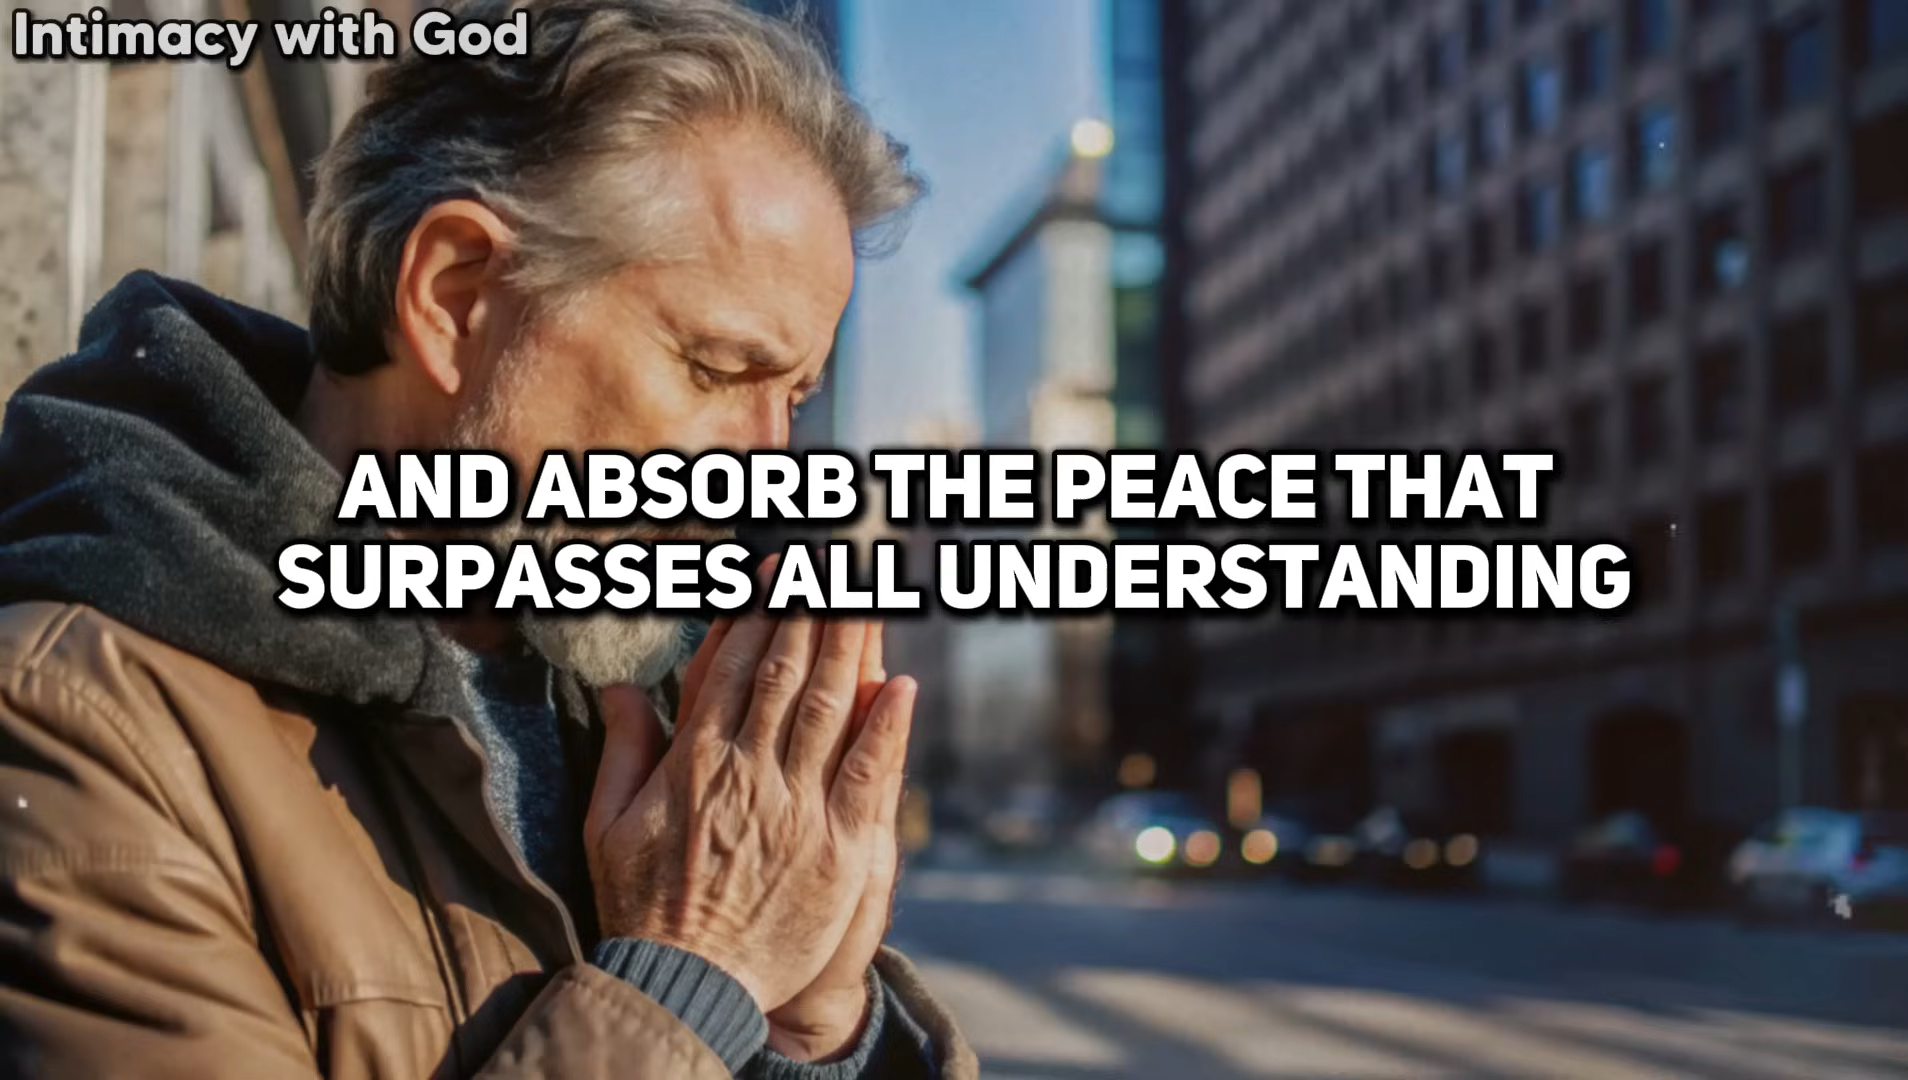 Intimacy with God
AND ABSORB THE PEACE THAT
SURPASSES ALL UNDERSTANDING